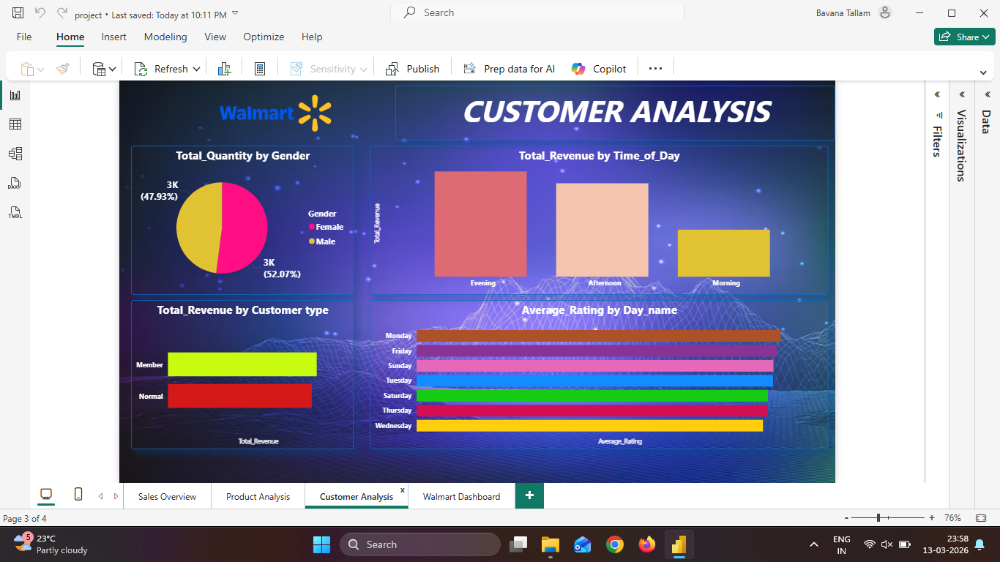 project • Last saved: Today at 10:11 PM
Search
Bavana Tallam
File
Home
Insert
Modeling
View
Optimize
Help
Share
Refresh
Sensitivity
Publish
Prep data for AI
Copilot
Walmart
CUSTOMER ANALYSIS
Total_Quantity by Gender
3K
(47.93%)
3K
(52.07%)
Gender
Female
Male
Total_Revenue by Time_of_Day
Total_Revenue
Evening
Afternoon
Morning
Total_Revenue by Customer type
Member
Normal
Total_Revenue
Average_Rating by Day_name
Monday
Friday
Sunday
Tuesday
Saturday
Thursday
Wednesday
Average_Rating
Filters
Visualizations
Data
DAX
TMDL
Sales Overview
Product Analysis
Customer Analysis
x
Walmart Dashboard
+
Page 3 of 4
- + 76%
5
23°C
Partly cloudy
Search
ENG
IN
23:58
13-03-2026